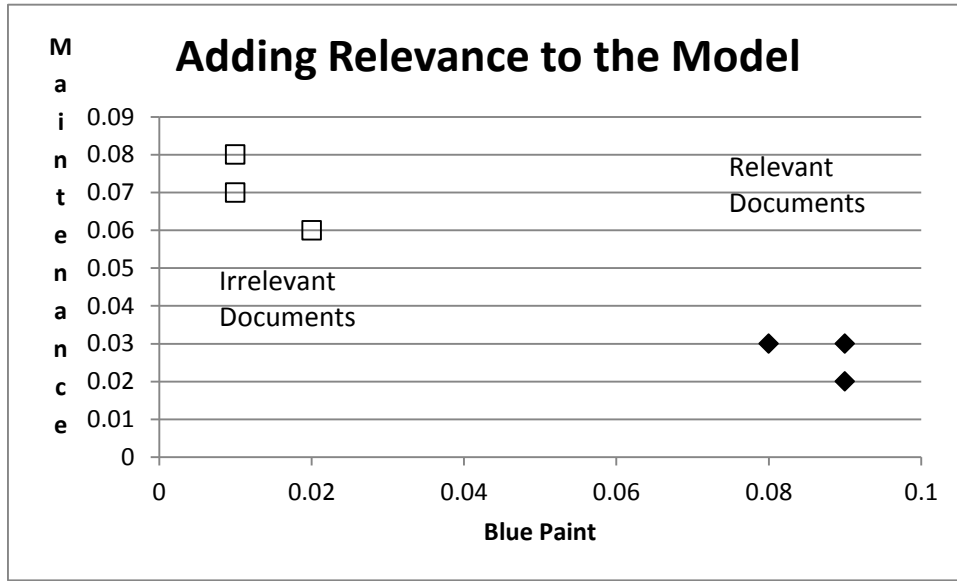 Maintenance
Adding Relevance to the Model
0.09
0.08
0.07
0.06
0.05
0.04
0.03
0.02
0.01
0
Relevant
Documents
Irrelevant
Documents
0 0.02 0.04 0.06 0.08 0.1
Blue Paint